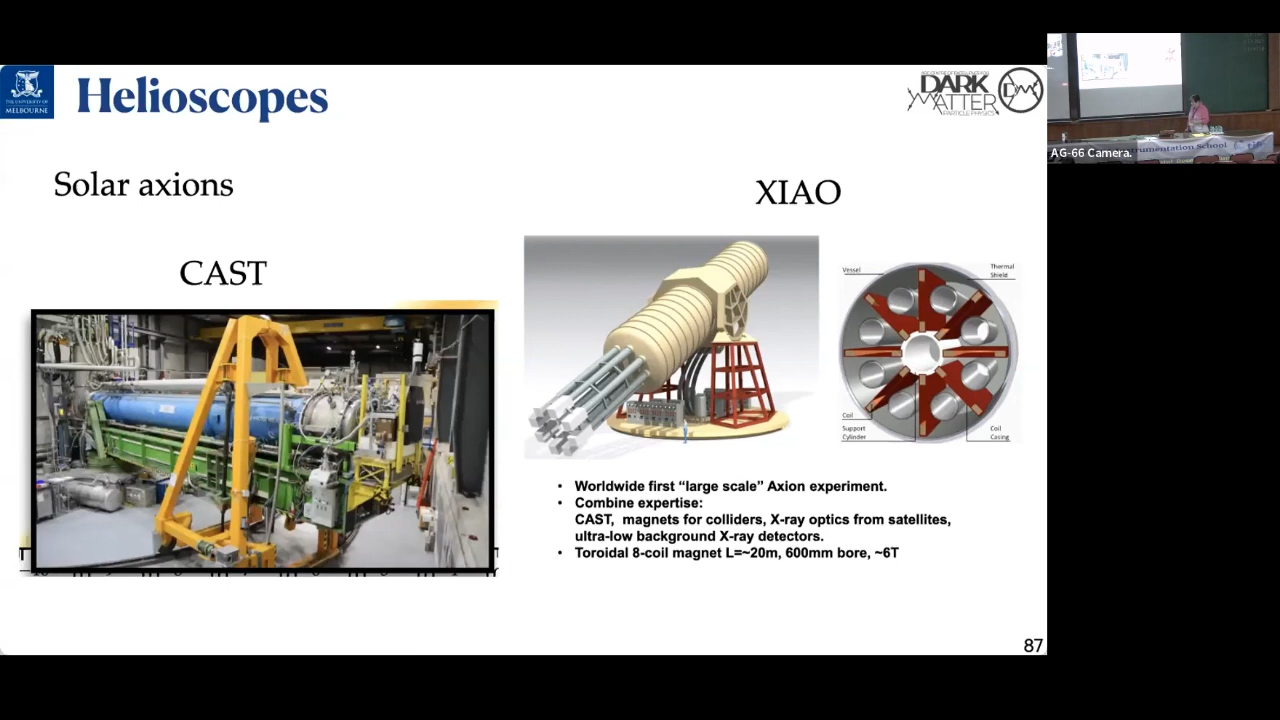 THE UNIVERSITY OF
MELBOURNE
Helioscopes
DARK
MATTER
PARTICLE PHYSICS
Solar axions
XIAO
CAST
Vessel
Thermal
Shield
Coil
Support
Cylinder
Coil
Casing
• Worldwide first “large scale” Axion experiment.
• Combine expertise:
CAST, magnets for colliders, X-ray optics from satellites,
ultra-low background X-ray detectors.
• Toroidal 8-coil magnet L=~20m, 600mm bore, ~6T
87
AG-66 Camera.
School